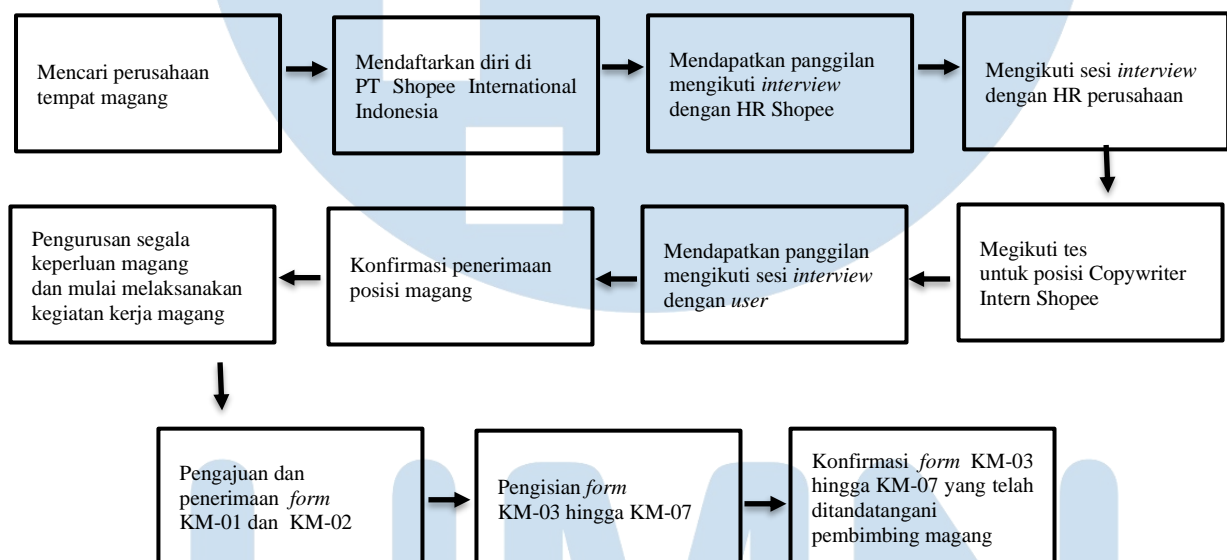 Mencari perusahaan
tempat magang
Mendaftarkan diri di
PT Shopee International
Indonesia
Mendapatkan panggilan
mengikuti interview
dengan HR Shopee
Mengikuti sesi interview
dengan HR perusahaan
Megikuti tes
untuk posisi Copywriter
Intern Shopee
Mendapatkan panggilan
mengikuti sesi interview
dengan user
Konfirmasi penerimaan
posisi magang
Pengurusan segala
keperluan magang
dan mulai melaksanakan
kegiatan kerja magang
Pengajuan dan
penerimaan form
KM-01 dan KM-02
Pengisian form
KM-03 hingga KM-07
Konfirmasi form KM-03
hingga KM-07 yang telah
ditandatangani
pembimbing magang